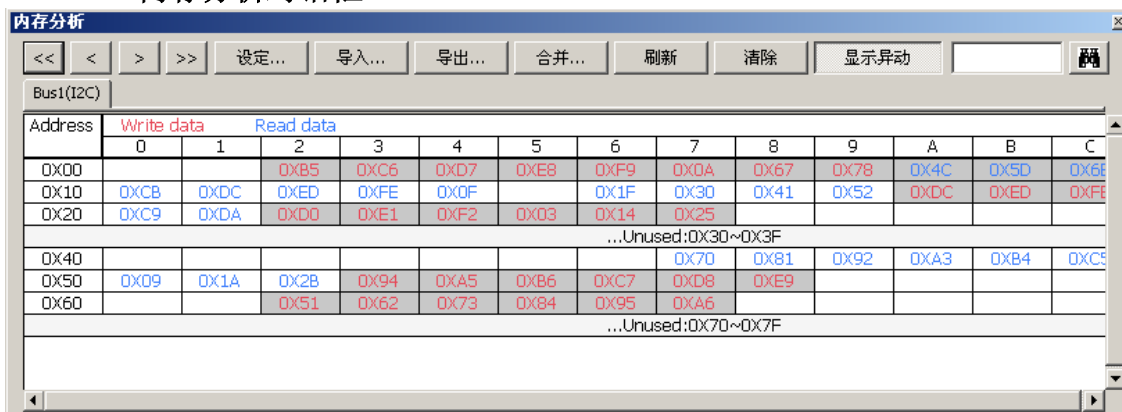 内存分析
<< < > >> 设定... 导入... 导出... 合并... 刷新 清除 显示异动
Bus1(I2C)
Address Write data Read data
0 1 2 3 4 5 6 7 8 9 A B C
0X00 0XB5 0XC6 0XD7 0XE8 0XF9 0X0A 0X67 0X78 0X4C 0X5D
0X10 0XCB 0XDC 0XED 0XFE 0X0F 0X1F 0X30 0X41 0X52 0XDC 0XED
0X20 0XC9 0XDA 0XD0 0XE1 0XF2 0X03 0X14 0X25
...Unused:0X30~0X3F
0X40 0X70 0X81 0X92 0XA3 0XB4
0X50 0X09 0X1A 0X2B 0X94 0XA5 0XB6 0XC7 0XD8 0XE9
0X60 0X51 0X62 0X73 0X84 0X95 0XA6
...Unused:0X70~0X7F